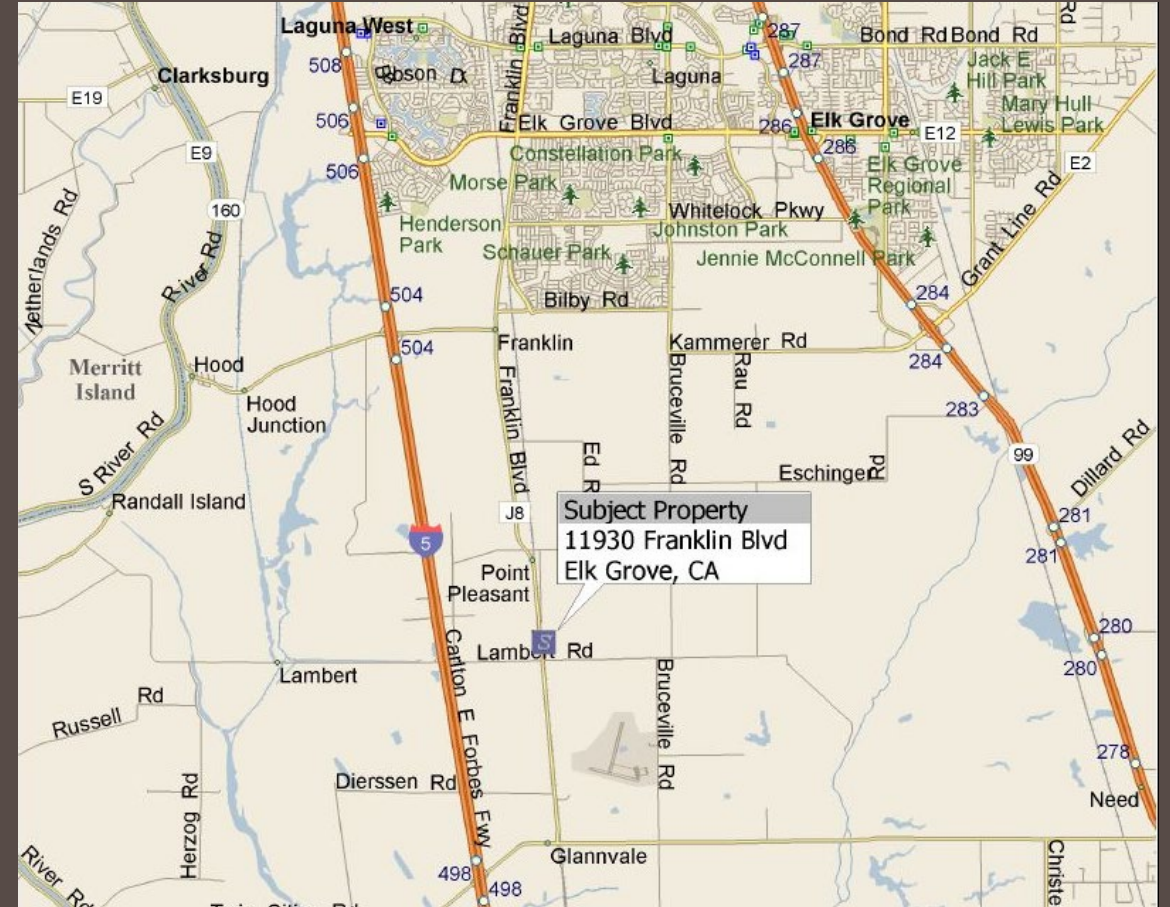 Laguna West
Franklin Blvd
287
Laguna Blvd
Bond Rd
Bond Rd
Rd
508
Clarksburg
287
Jack E
Hill Park
Laguna
E19
Mary Hull
Lewis Park
506
Elk Grove Blvd
286
Elk Grove
E12
E9
286
506
Constellation Park
Elk Grove
Regional
Park
E2
Morse Park
160
Henderson
Park
Whitelock Pkwy
Johnston Park
Netherlands Rd
River Rd
Schauer Park
Jennie McConnell Park
Grant Line Rd
504
Bilby Rd
284
Franklin
Kammerer Rd
504
284
Merritt
Island
Hood
Rau Rd
Hood
Junction
Franklin Blvd
Bruceville Rd
283
S River Rd
Ed R
Eschinger
Rd
99
Dillard Rd
Randall Island
J8
Subject Property
11930 Franklin Blvd
Elk Grove, CA
281
281
5
Point
Pleasant
S
280
Lambert Rd
280
Lambert
Carlton E Forbes Fwy
Bruceville Rd
Rd
Russell
278
Dierssen Rd
Herzog Rd
Need
Glannvale
River Rd
498
498
Christe